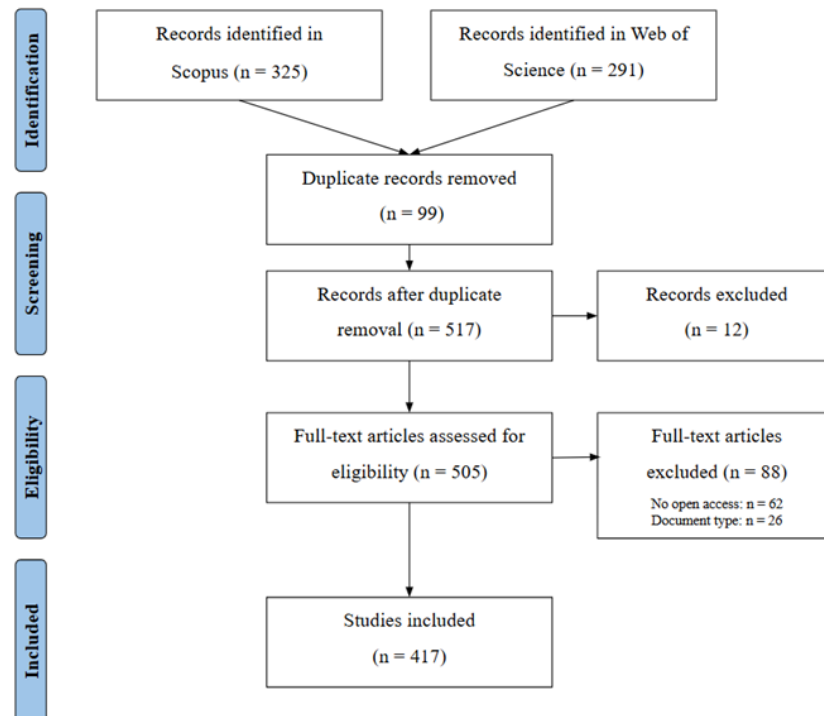 Identification
Records identified in
Scopus (n = 325)
Records identified in Web of
Science (n = 291)
Duplicate records removed
(n = 99)
Screening
Records after duplicate
removal (n = 517)
Records excluded
(n = 12)
Eligibility
Full-text articles assessed for
eligibility (n = 505)
Full-text articles
excluded (n = 88)
No open access: n = 62
Document type: n = 26
Included
Studies included
(n = 417)